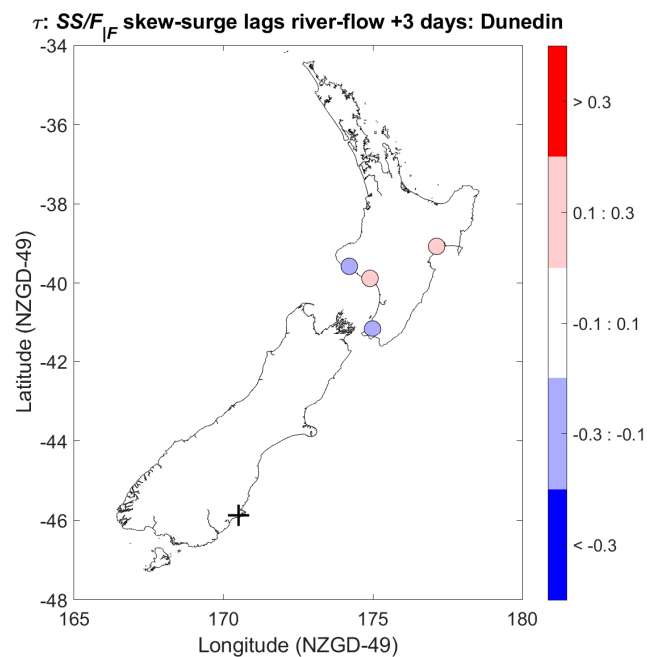 τ: SS/F|F skew-surge lags river-flow +3 days: Dunedin
-34
-36
-38
-40
-42
-44
-46
-48
165
170
175
180
Latitude (NZGD-49)
Longitude (NZGD-49)
> 0.3
0.1 : 0.3
-0.1 : 0.1
-0.3 : -0.1
< -0.3